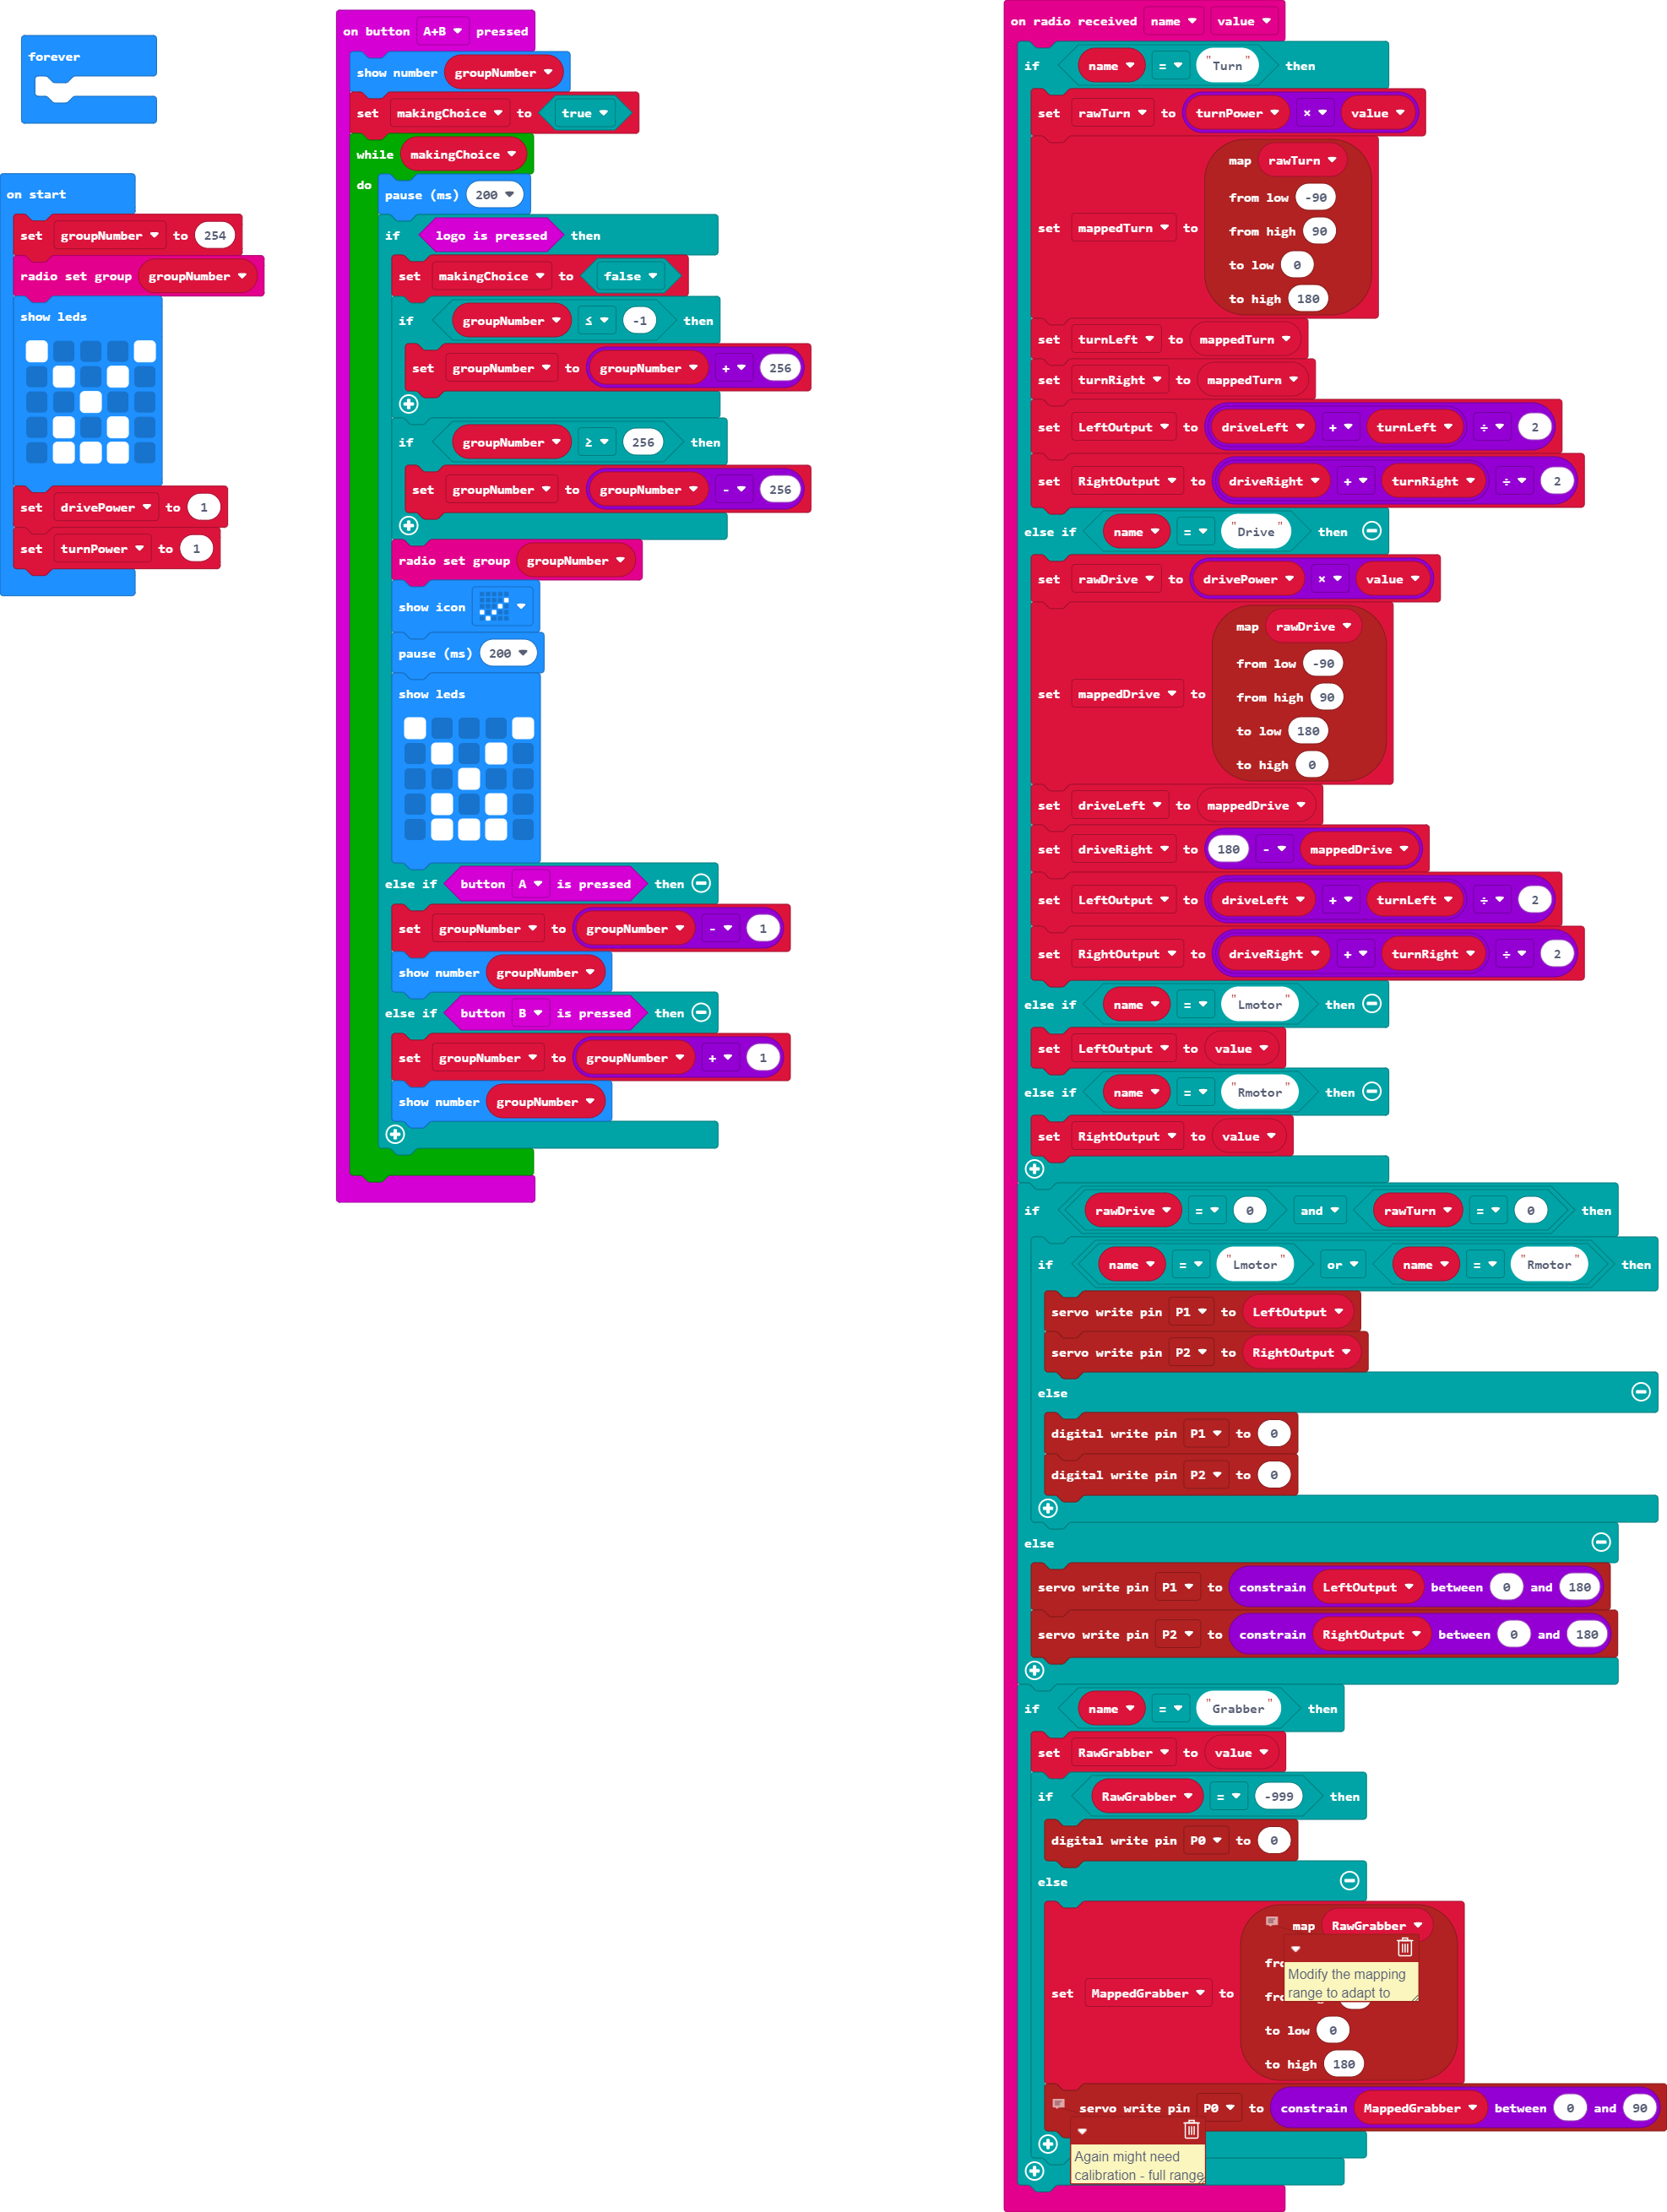 forever
on start
set groupNumber to 254
radio set group groupNumber
show leds
set drivePower to 1
set turnPower to 1
on button A+B pressed
show number groupNumber
set makingChoice to true
while makingChoice
do
pause (ms) 200
if logo is pressed then
set makingChoice to false
if groupNumber ≤ -1 then
set groupNumber to groupNumber + 256
if groupNumber ≥ 256 then
set groupNumber to groupNumber - 256
radio set group groupNumber
show icon
pause (ms) 200
show leds
else if button A is pressed then
set groupNumber to groupNumber - 1
show number groupNumber
else if button B is pressed then
set groupNumber to groupNumber + 1
show number groupNumber
on radio received name value
if name = "Turn" then
set rawTurn to turnPower × value
set mappedTurn to
map rawTurn
from low -90
from high 90
to low 0
to high 180
set turnLeft to mappedTurn
set turnRight to mappedTurn
set LeftOutput to driveLeft + turnLeft ÷ 2
set RightOutput to driveRight + turnRight ÷ 2
else if name = "Drive" then
set rawDrive to drivePower × value
set mappedDrive to
map rawDrive
from low -90
from high 90
to low 180
to high 0
set driveLeft to mappedDrive
set driveRight to 180 - mappedDrive
set LeftOutput to driveLeft + turnLeft ÷ 2
set RightOutput to driveRight + turnRight ÷ 2
else if name = "Lmotor" then
set LeftOutput to value
else if name = "Rmotor" then
set RightOutput to value
if rawDrive = 0 and rawTurn = 0 then
if name = "Lmotor" or name = "Rmotor" then
servo write pin P1 to LeftOutput
servo write pin P2 to RightOutput
else
digital write pin P1 to 0
digital write pin P2 to 0
else
servo write pin P1 to constrain LeftOutput between 0 and 180
servo write pin P2 to constrain RightOutput between 0 and 180
if name = "Grabber" then
set RawGrabber to value
if RawGrabber = -999 then
digital write pin P0 to 0
else
set MappedGrabber to
map RawGrabber
Modify the mapping
range to adapt to
to low 0
to high 180
servo write pin P0 to constrain MappedGrabber between 0 and 90
Again might need
calibration - full range